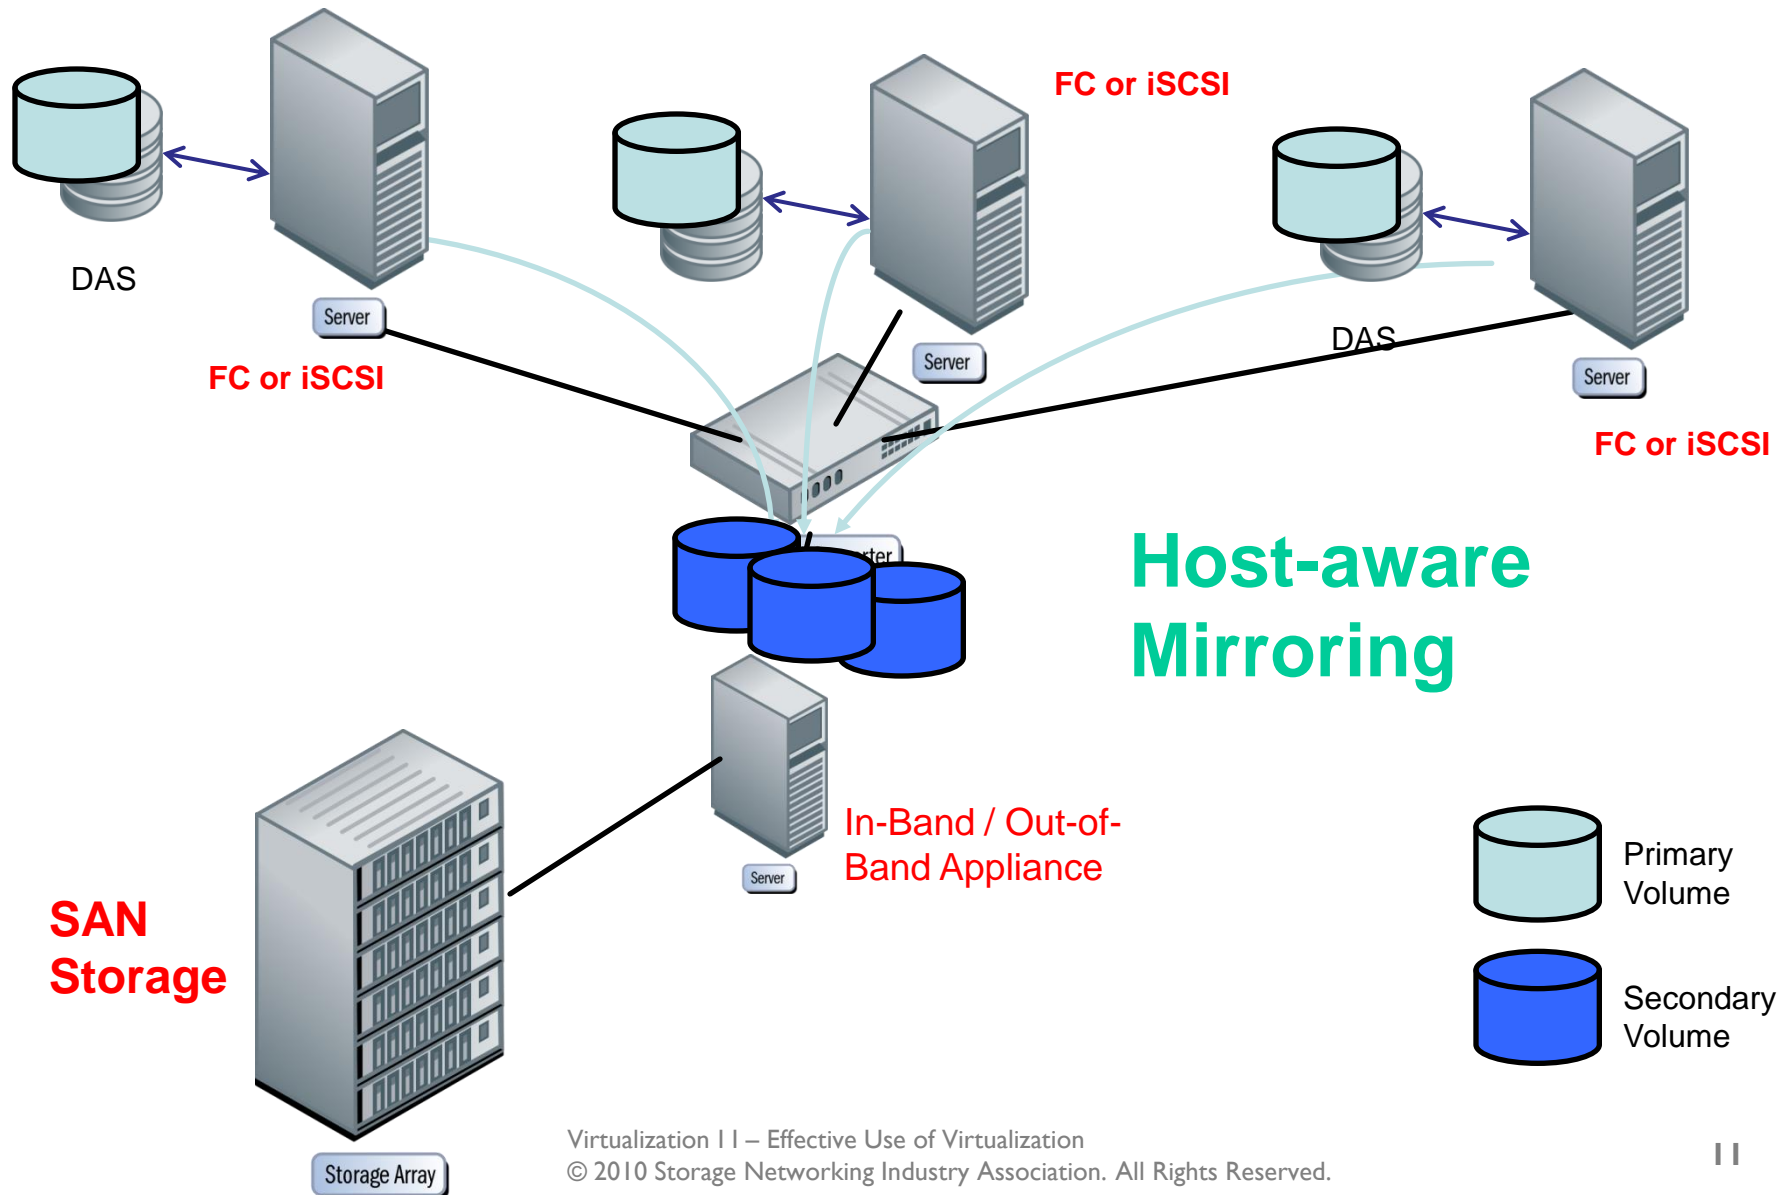 FC or iSCSI
DAS
Server
FC or iSCSI
Server
DAS
Server
FC or iSCSI
Host-aware
Mirroring
In-Band / Out-of-
Band Appliance
Server
SAN
Storage
Primary
Volume
Secondary
Volume
Storage Array
Virtualization 11 – Effective Use of Virtualization
© 2010 Storage Networking Industry Association. All Rights Reserved.
11